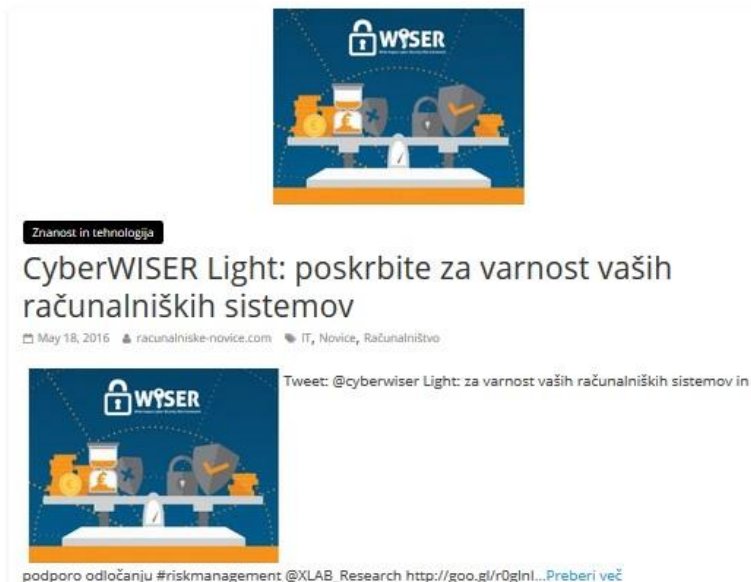 WISER
Znanost in tehnologija
CyberWISER Light: poskrbite za varnost vaših
računalniških sistemov
May 18, 2016 racunalniske-novice.com IT, Novice, Računalništvo
WISER
Tweet: @cyberwiser Light: za varnost vaših računalniških sistemov in
podporo odločanju #riskmanagement @XLAB_Research http://goo.gl/r0glnI...Preberi več